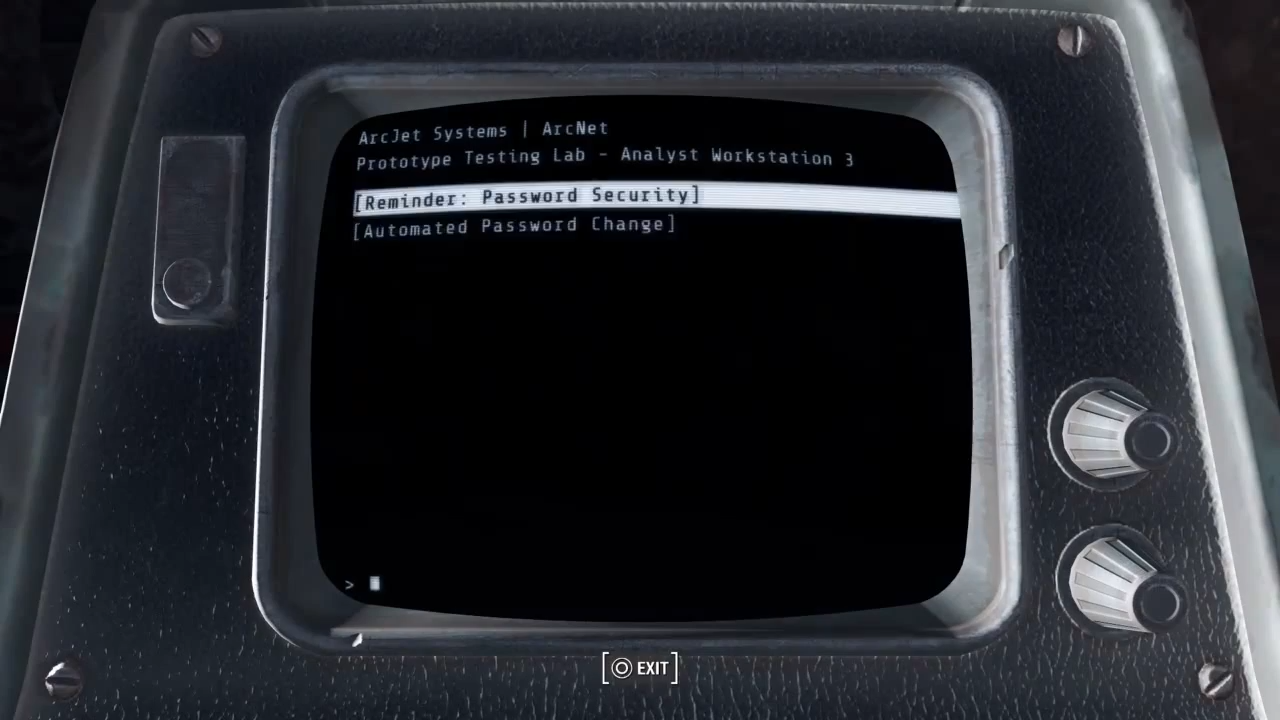 ArcJet Systems | ArcNet
Prototype Testing Lab - Analyst Workstation 3
[Reminder: Password Security]
[Automated Password Change]
>
[EXIT]